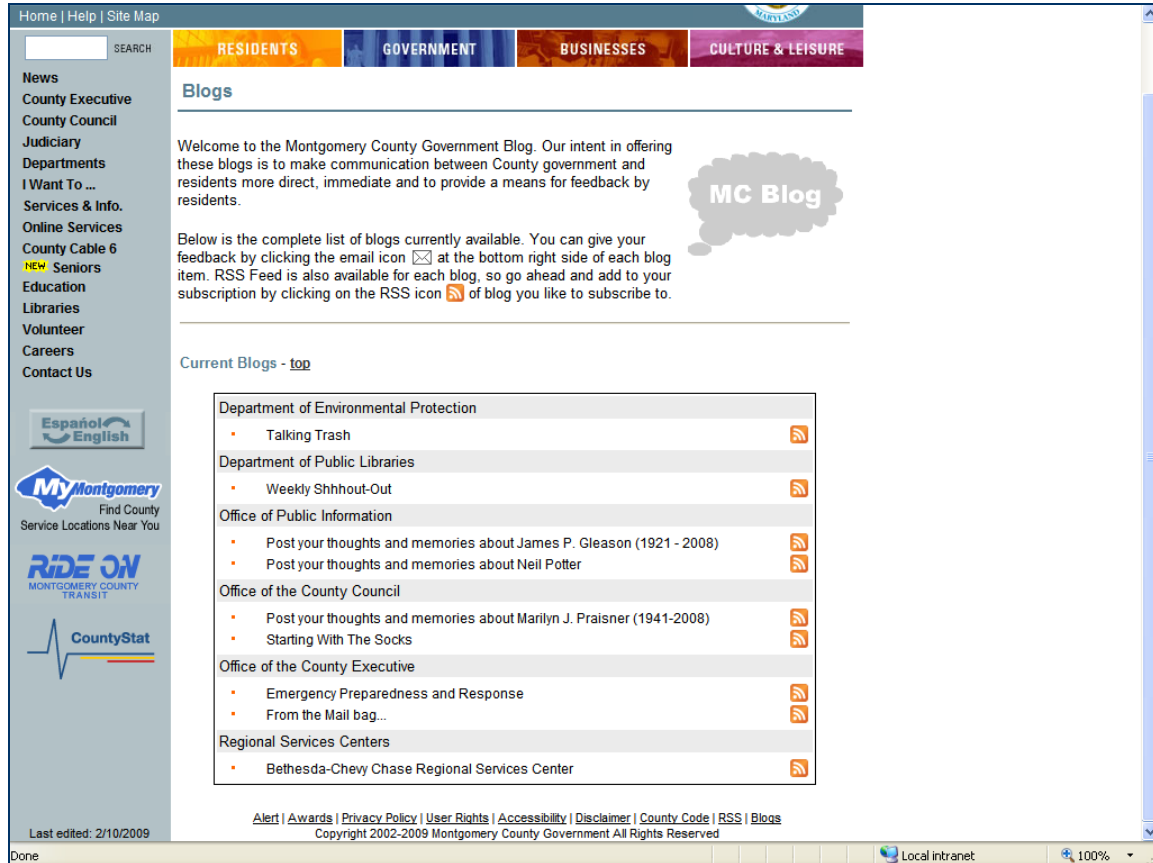 Home | Help | Site Map
MARYLAND
SEARCH
RESIDENTS
GOVERNMENT
BUSINESSES
CULTURE & LEISURE
News
County Executive
County Council
Judiciary
Departments
I Want To ...
Services & Info.
Online Services
County Cable 6
NEW Seniors
Education
Libraries
Volunteer
Careers
Contact Us
Español
English
MyMontgomery
Find County
Service Locations Near You
RiDE ON
MONTGOMERY COUNTY
TRANSIT
CountyStat
Last edited: 2/10/2009
Blogs
Welcome to the Montgomery County Government Blog. Our intent in offering
these blogs is to make communication between County government and
residents more direct, immediate and to provide a means for feedback by
residents.
MC Blog
Below is the complete list of blogs currently available. You can give your
feedback by clicking the email icon at the bottom right side of each blog
item. RSS Feed is also available for each blog, so go ahead and add to your
subscription by clicking on the RSS icon of blog you like to subscribe to.
Current Blogs - top
Department of Environmental Protection
Talking Trash
Department of Public Libraries
Weekly Shhhout-Out
Office of Public Information
Post your thoughts and memories about James P. Gleason (1921 - 2008)
Post your thoughts and memories about Neil Potter
Office of the County Council
Post your thoughts and memories about Marilyn J. Praisner (1941-2008)
Starting With The Socks
Office of the County Executive
Emergency Preparedness and Response
From the Mail bag...
Regional Services Centers
Bethesda-Chevy Chase Regional Services Center
Alert | Awards | Privacy Policy | User Rights | Accessibility | Disclaimer | County Code | RSS | Blogs
Copyright 2002-2009 Montgomery County Government All Rights Reserved
Done
Local intranet
100%